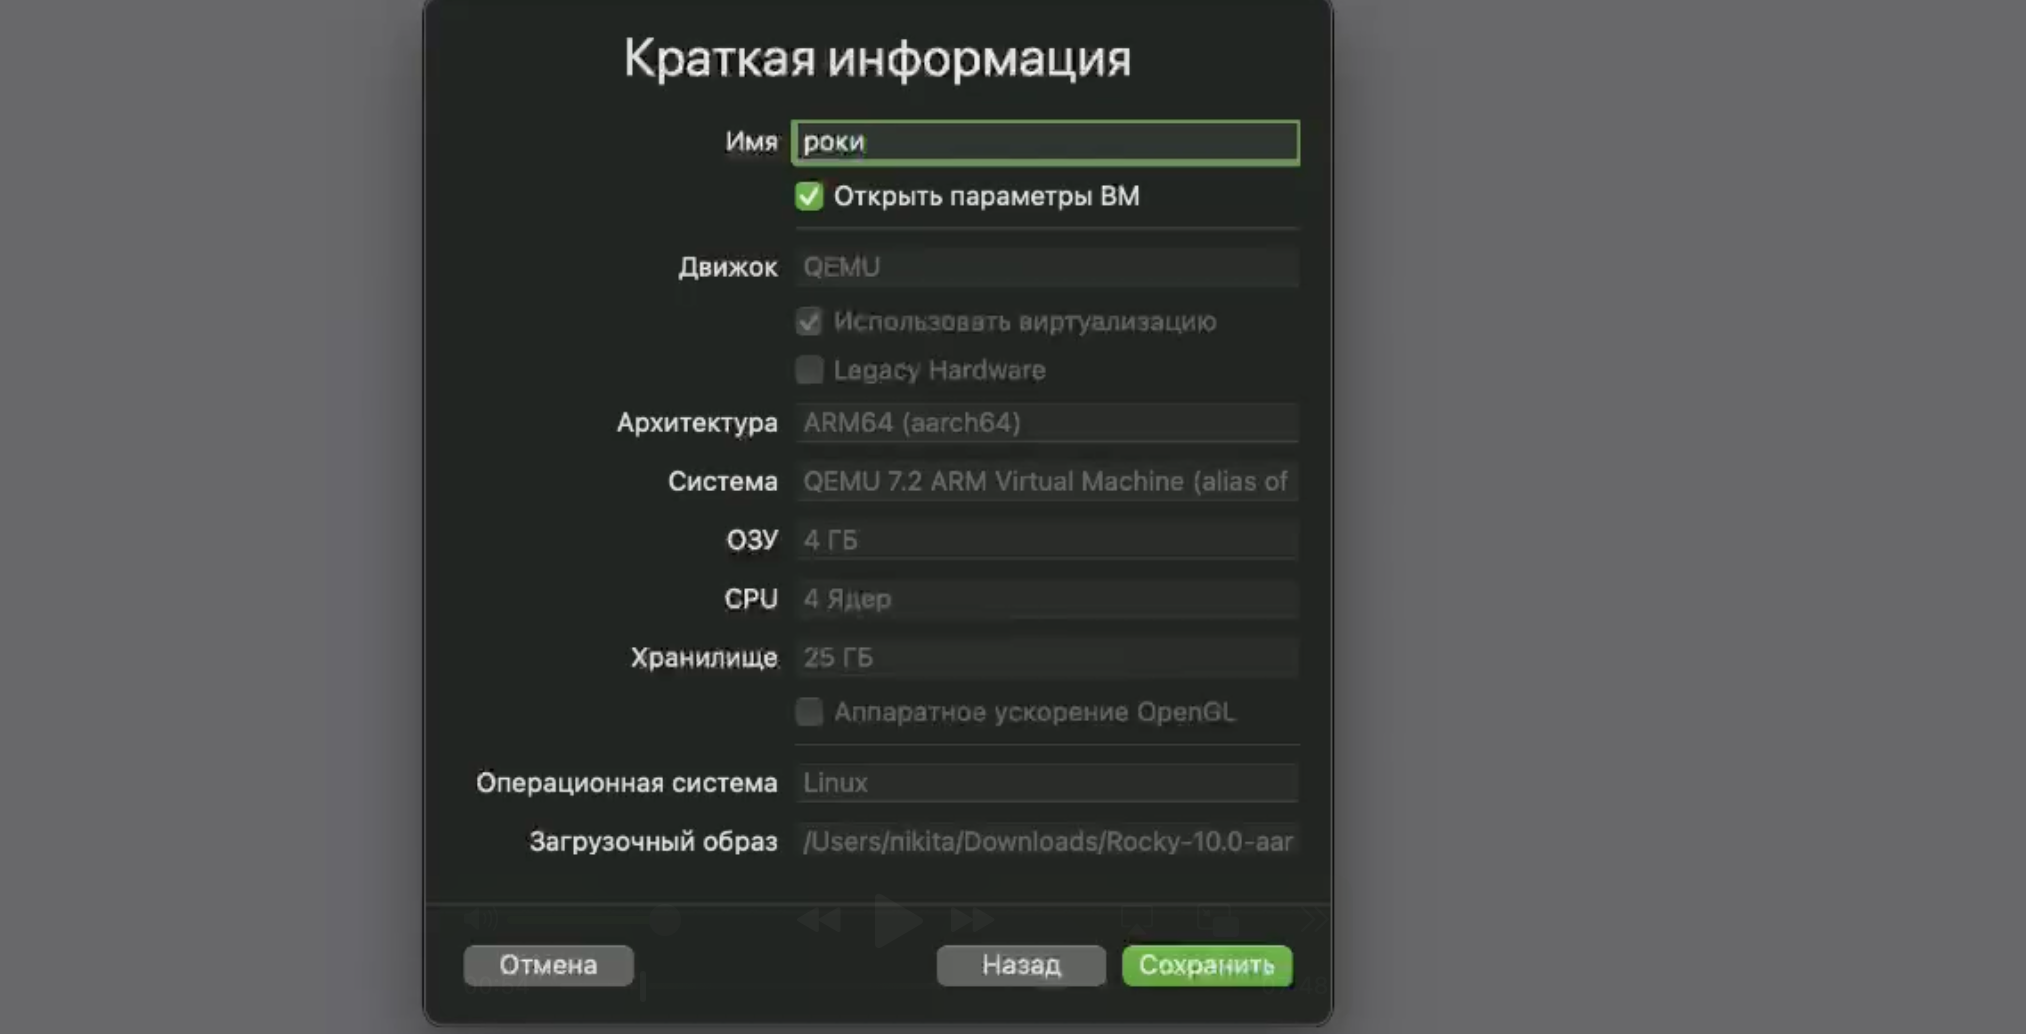 Краткая информация
Имя роки
Открыть параметры ВМ
Движок QEMU
Использовать виртуализацию
Legacy Hardware
Архитектура ARM64 (aarch64)
Система QEMU 7.2 ARM Virtual Machine (alias of
ОЗУ 4 ГБ
CPU 4 Ядер
Хранилище 25 ГБ
Аппаратное ускорение OpenGL
Операционная система Linux
Загрузочный образ /Users/nikita/Downloads/Rocky-10.0-aar
Отмена Назад Сохранить